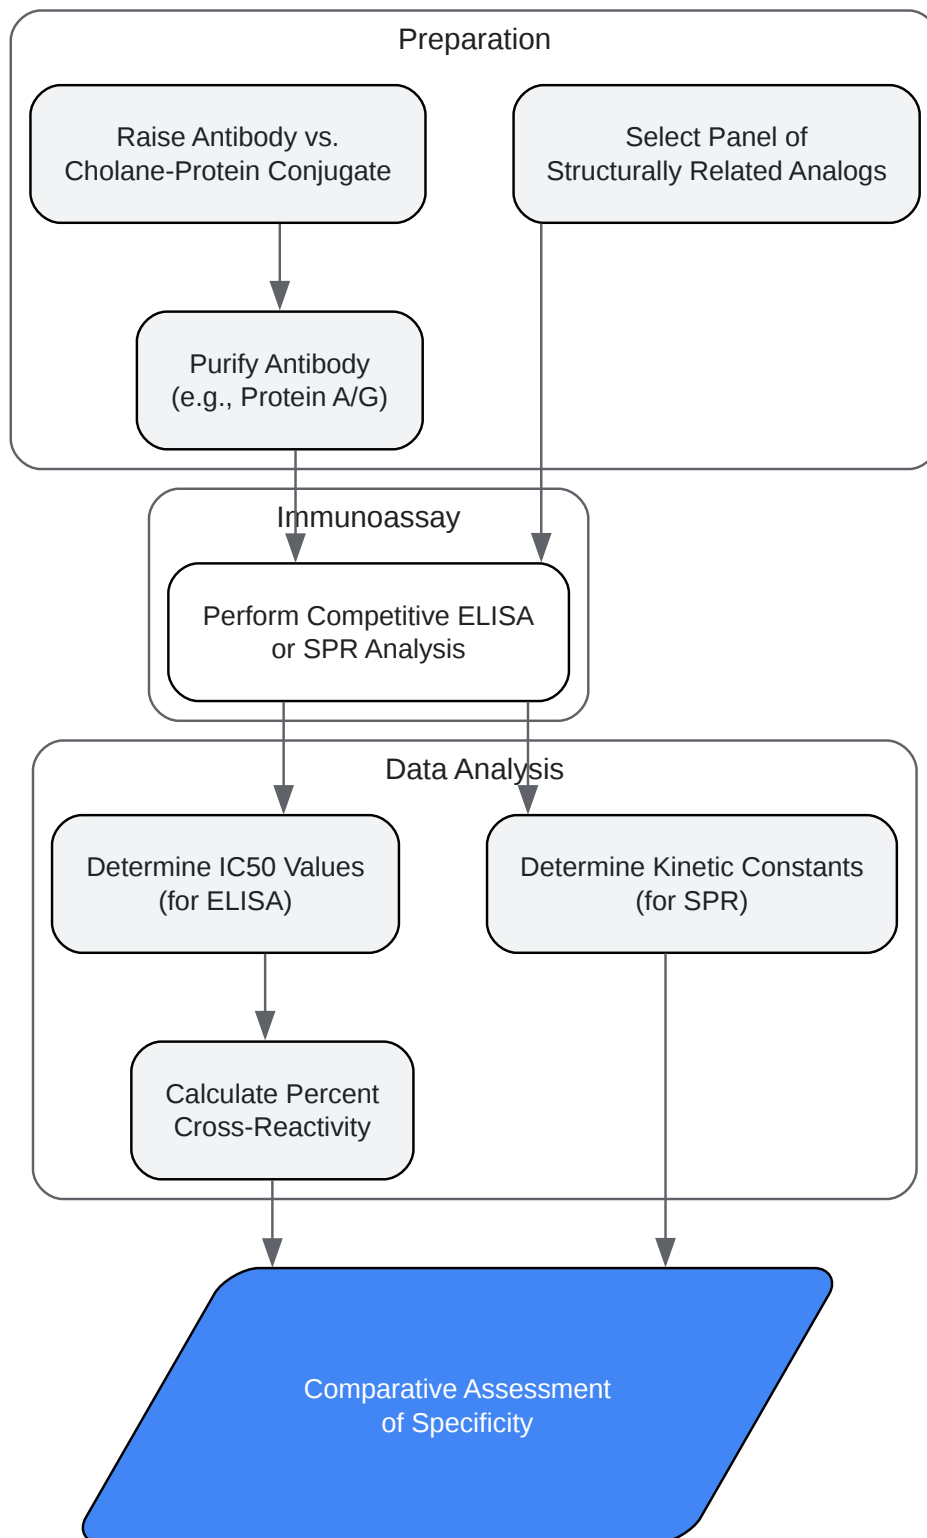 Preparation
Raise Antibody vs.
Cholane-Protein Conjugate
Select Panel of
Structurally Related Analogs
Purify Antibody
(e.g., Protein A/G)
Immunoassay
Perform Competitive ELISA
or SPR Analysis
Data Analysis
Determine IC50 Values
(for ELISA)
Determine Kinetic Constants
(for SPR)
Calculate Percent
Cross-Reactivity
Comparative Assessment
of Specificity